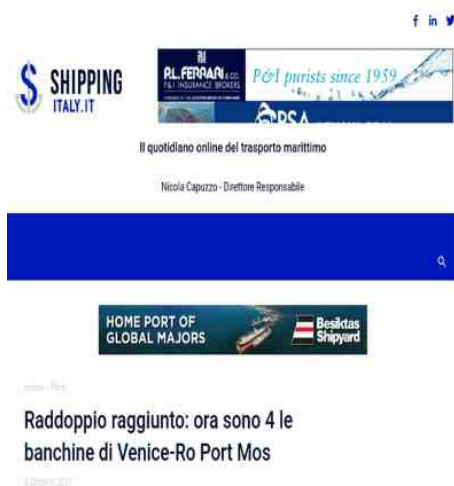 f in
SHIPPING
ITALY.IT
P.L. FERRARI & CO.
P&I INSURANCE BROKERS
P&I purists since 1959
Il quotidiano online del trasporto marittimo
Nicola Capuzzo - Direttore Responsabile
HOME PORT OF
GLOBAL MAJORS
Besiktas
Shipyard
Raddoppio raggiunto: ora sono 4 le
banchine di Venice-Ro Port Mos